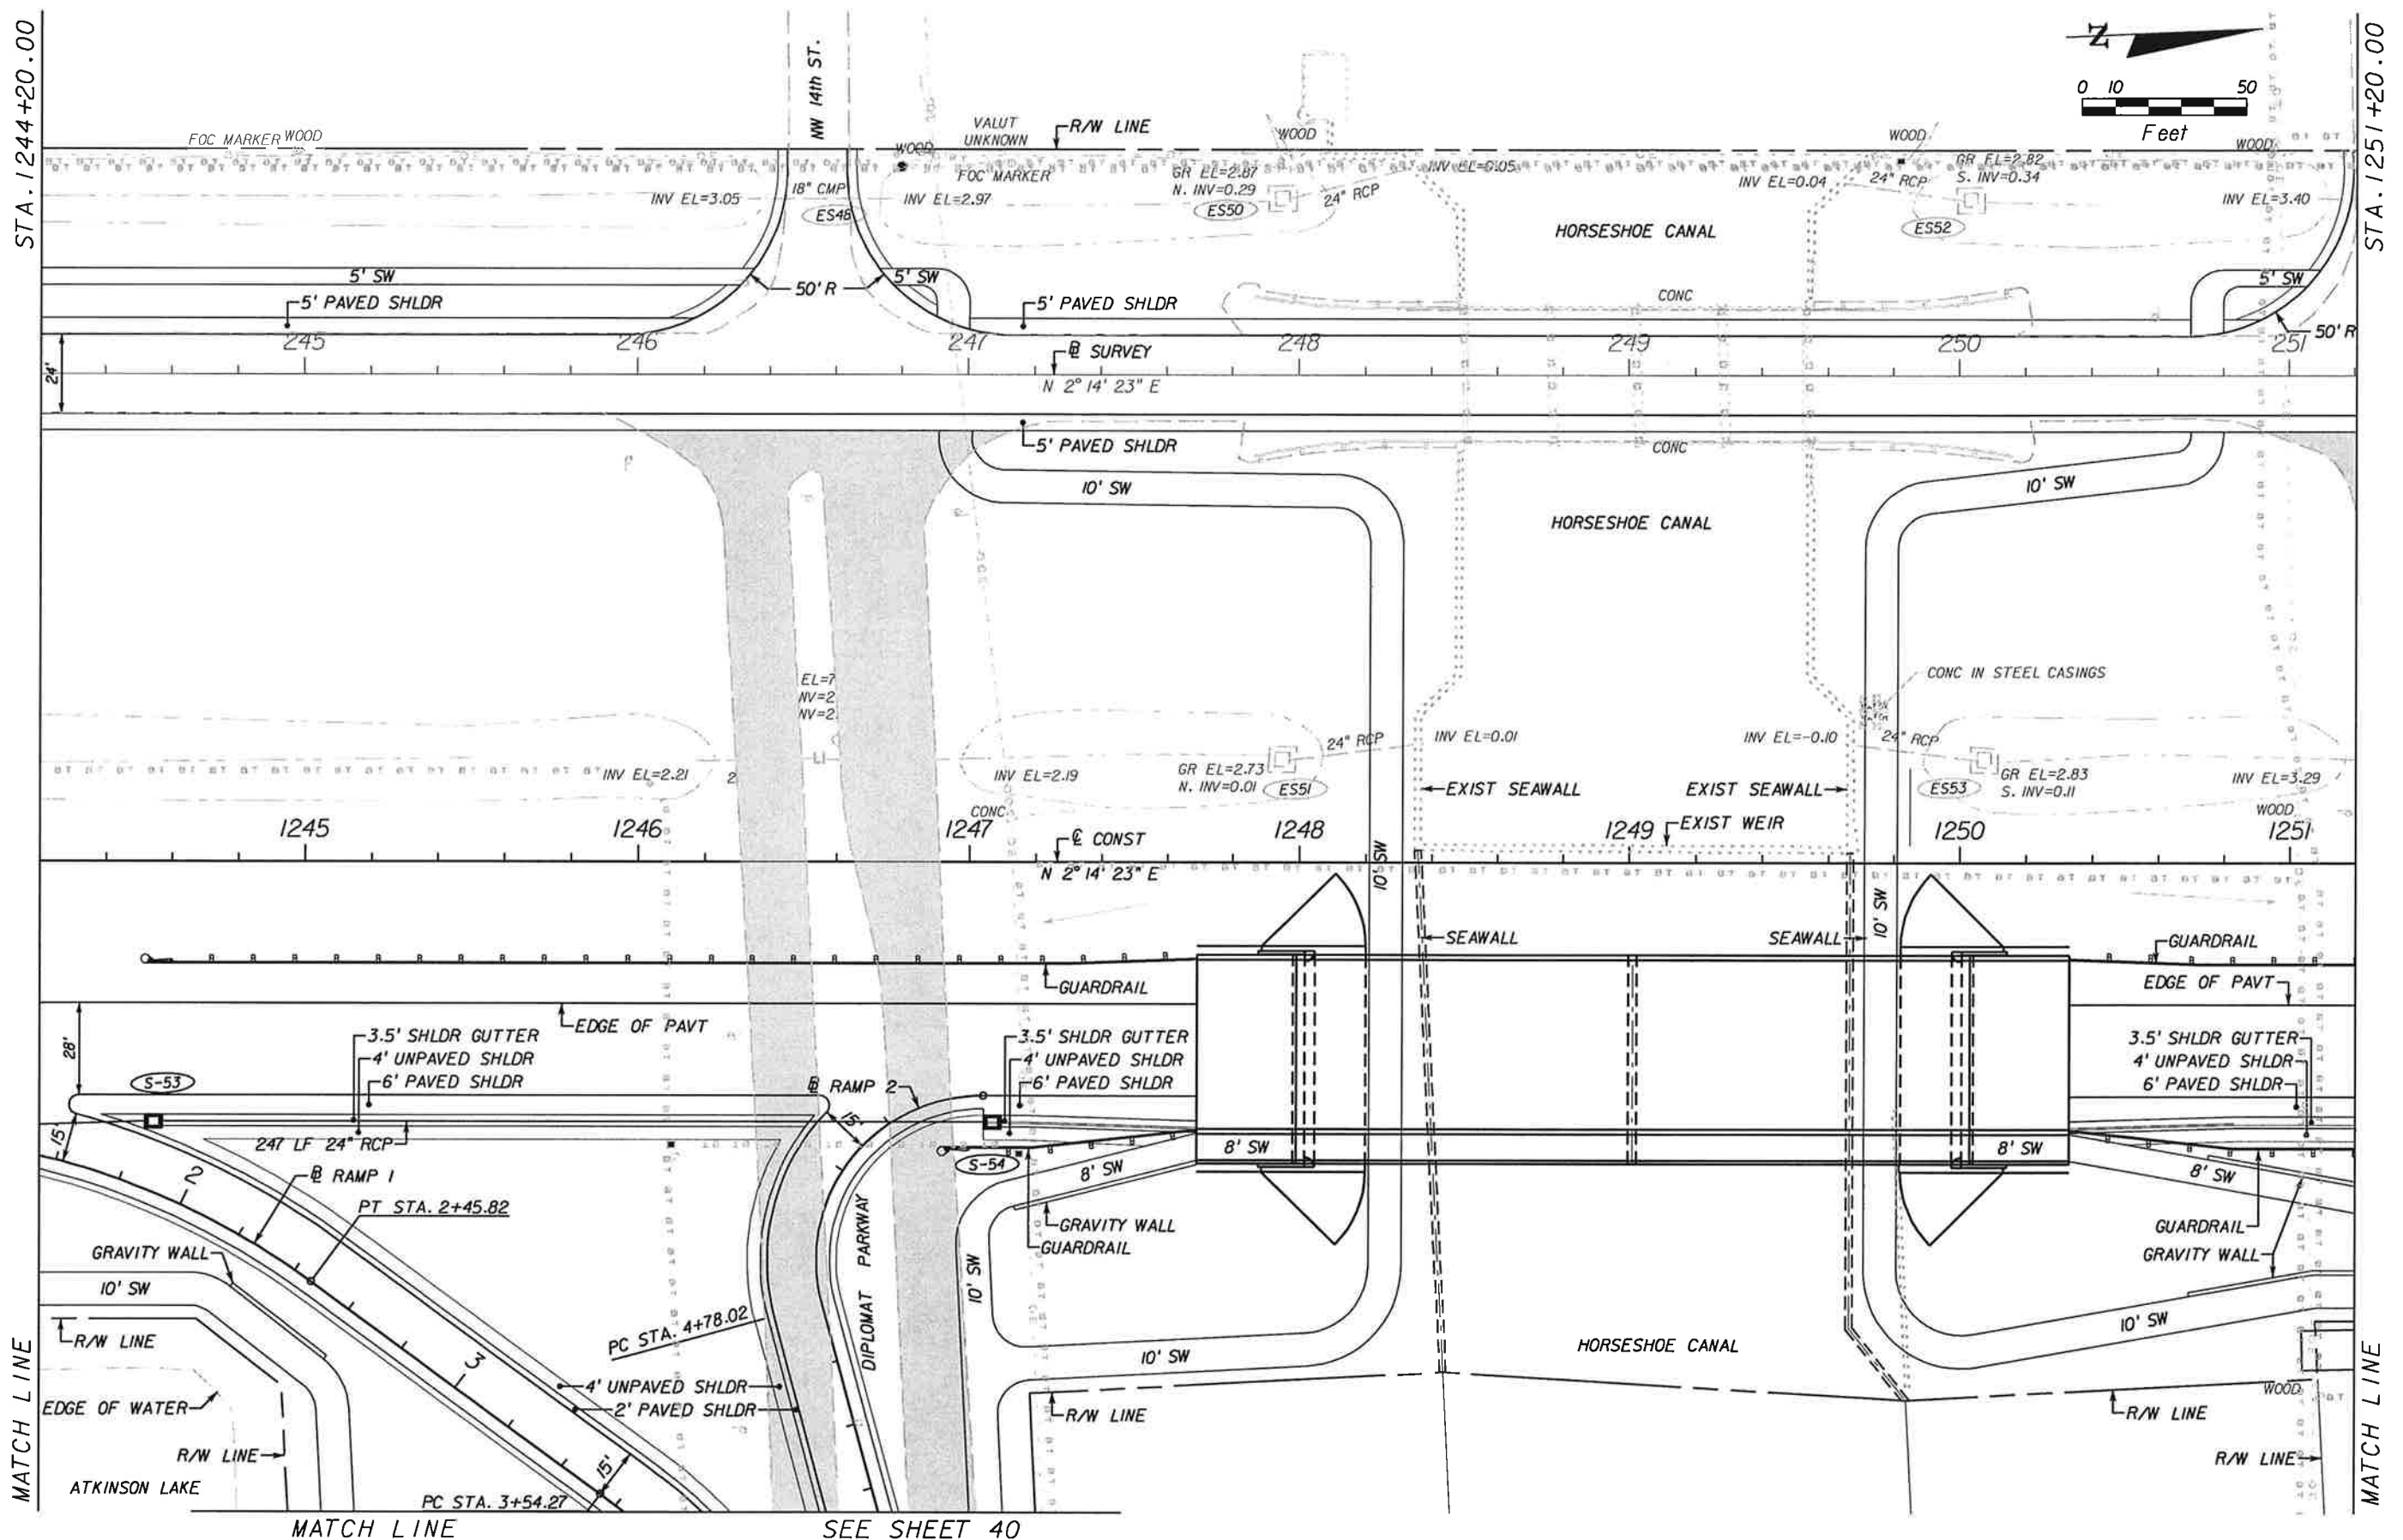 STA. 1244+20.00
STA. 1251+20.00
NW 14th ST.
Z
0 10 50
Feet
FOC MARKER WOOD
VALUT
UNKNOWN
R/W LINE
WOOD
WOOD
WOOD
WOOD
FOC MARKER
INV EL=3.05
18" CMP
ES48
INV EL=2.97
GR EL=2.87
N. INV=0.29
ES50
24" RCP
INV EL=0.05
INV EL=0.04
24" RCP
GR EL=2.82
S. INV=0.34
ES52
INV EL=3.40
HORSESHOE CANAL
5' SW
5' PAVED SHLDR
50' R
5' SW
5' PAVED SHLDR
CONC
5' SW
50' R
245
246
247
248
249
250
251
24'
BL SURVEY
N 2° 14' 23" E
5' PAVED SHLDR
CONC
10' SW
10' SW
HORSESHOE CANAL
EL=7
NV=2
NV=2
CONC IN STEEL CASINGS
INV EL=2.21
2
INV EL=2.19
GR EL=2.73
N. INV=0.01
ES51
24" RCP
INV EL=0.01
INV EL=-0.10
24" RCP
GR EL=2.83
S. INV=0.11
ES53
INV EL=3.29
WOOD
EXIST SEAWALL
EXIST SEAWALL
CONC
EXIST WEIR
1245
1246
1247
1248
1249
1250
1251
CL CONST
N 2° 14' 23" E
10' SW
10' SW
SEAWALL
SEAWALL
GUARDRAIL
GUARDRAIL
EDGE OF PAVT
EDGE OF PAVT
28'
3.5' SHLDR GUTTER
4' UNPAVED SHLDR
6' PAVED SHLDR
S-53
BL RAMP 2
3.5' SHLDR GUTTER
4' UNPAVED SHLDR
6' PAVED SHLDR
3.5' SHLDR GUTTER
4' UNPAVED SHLDR
6' PAVED SHLDR
15'
15'
247 LF 24" RCP
S-54
8' SW
8' SW
8' SW
8' SW
2
BL RAMP 1
PT STA. 2+45.82
GRAVITY WALL
10' SW
DIPLOMAT PARKWAY
10' SW
GRAVITY WALL
GUARDRAIL
GUARDRAIL
GRAVITY WALL
PC STA. 4+78.02
R/W LINE
3
10' SW
10' SW
HORSESHOE CANAL
4' UNPAVED SHLDR
2' PAVED SHLDR
EDGE OF WATER
R/W LINE
R/W LINE
R/W LINE
WOOD
R/W LINE
ATKINSON LAKE
15'
PC STA. 3+54.27
MATCH LINE
MATCH LINE
MATCH LINE SEE SHEET 40